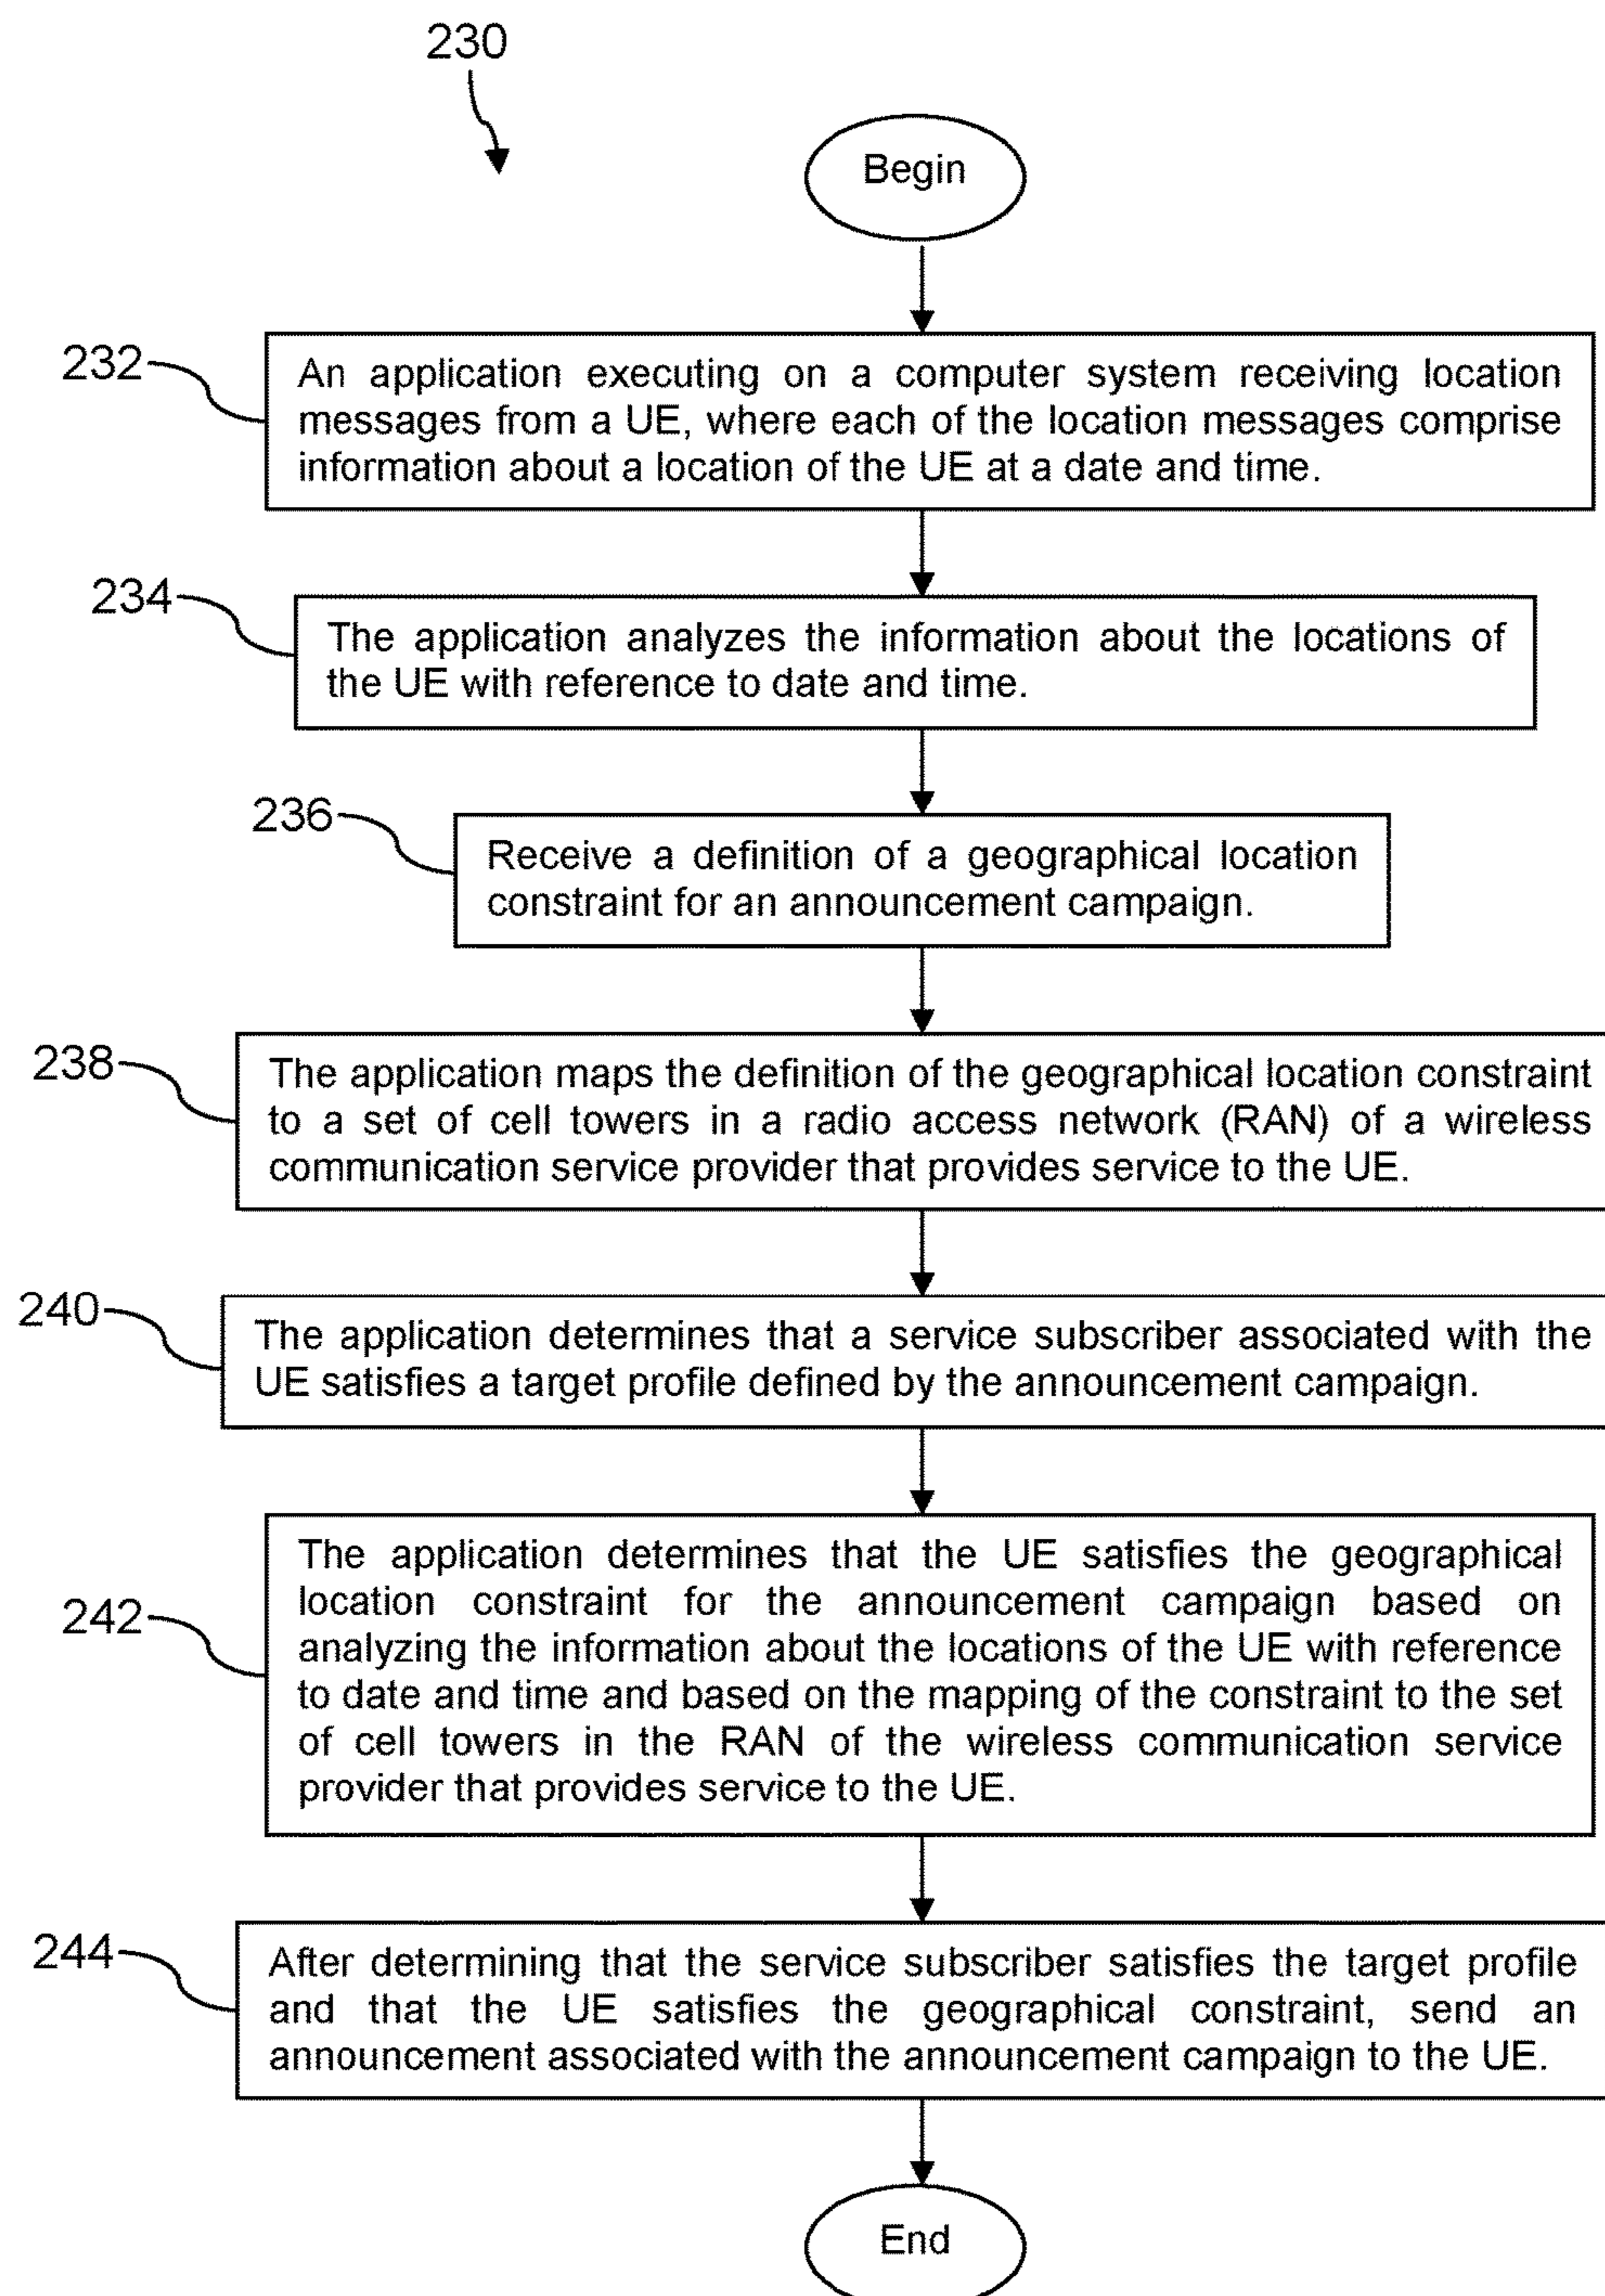 230
Begin
232
An application executing on a computer system receiving location
messages from a UE, where each of the location messages comprise
information about a location of the UE at a date and time.
234
The application analyzes the information about the locations of
the UE with reference to date and time.
236
Receive a definition of a geographical location
constraint for an announcement campaign.
238
The application maps the definition of the geographical location constraint
to a set of cell towers in a radio access network (RAN) of a wireless
communication service provider that provides service to the UE.
240
The application determines that a service subscriber associated with the
UE satisfies a target profile defined by the announcement campaign.
242
The application determines that the UE satisfies the geographical
location constraint for the announcement campaign based on
analyzing the information about the locations of the UE with reference
to date and time and based on the mapping of the constraint to the set
of cell towers in the RAN of the wireless communication service
provider that provides service to the UE.
244
After determining that the service subscriber satisfies the target profile
and that the UE satisfies the geographical constraint, send an
announcement associated with the announcement campaign to the UE.
End